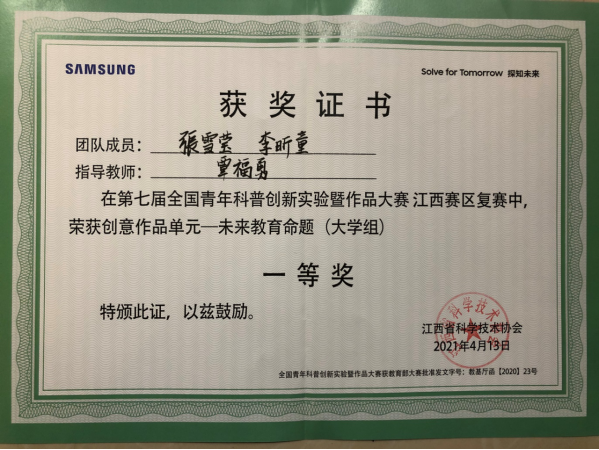 SAMSUNG
Solve for Tomorrow 探知未来
获奖证书
团队成员：張雪莹 李昕童
指导教师：覃福勇
在第七届全国青年科普创新实验暨作品大赛 江西赛区复赛中，
荣获创意作品单元—未来教育命题（大学组）
一等奖
特颁此证，以兹鼓励。
江西省科学技术协会
2021年4月13日
全国青年科普创新实验暨作品大赛获教育部大赛批准发文字号：教基厅函【2020】23号